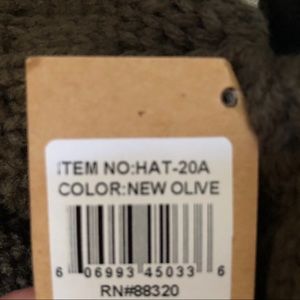 ITEM NO:HAT-20A
COLOR:NEW OLIVE
6 06993 45033 6
RN#88320